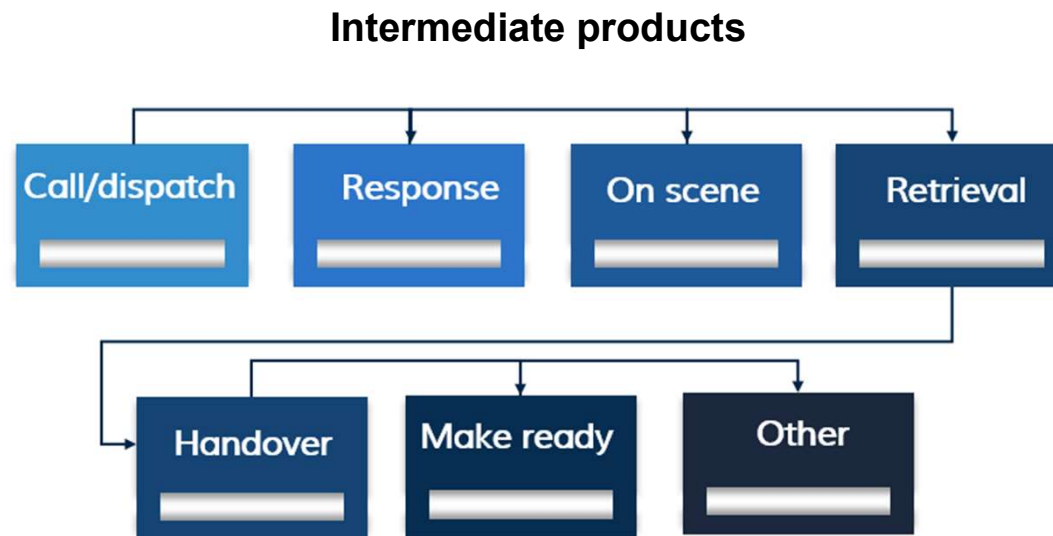 Intermediate products
Call/dispatch
Response
On scene
Retrieval
Handover
Make ready
Other